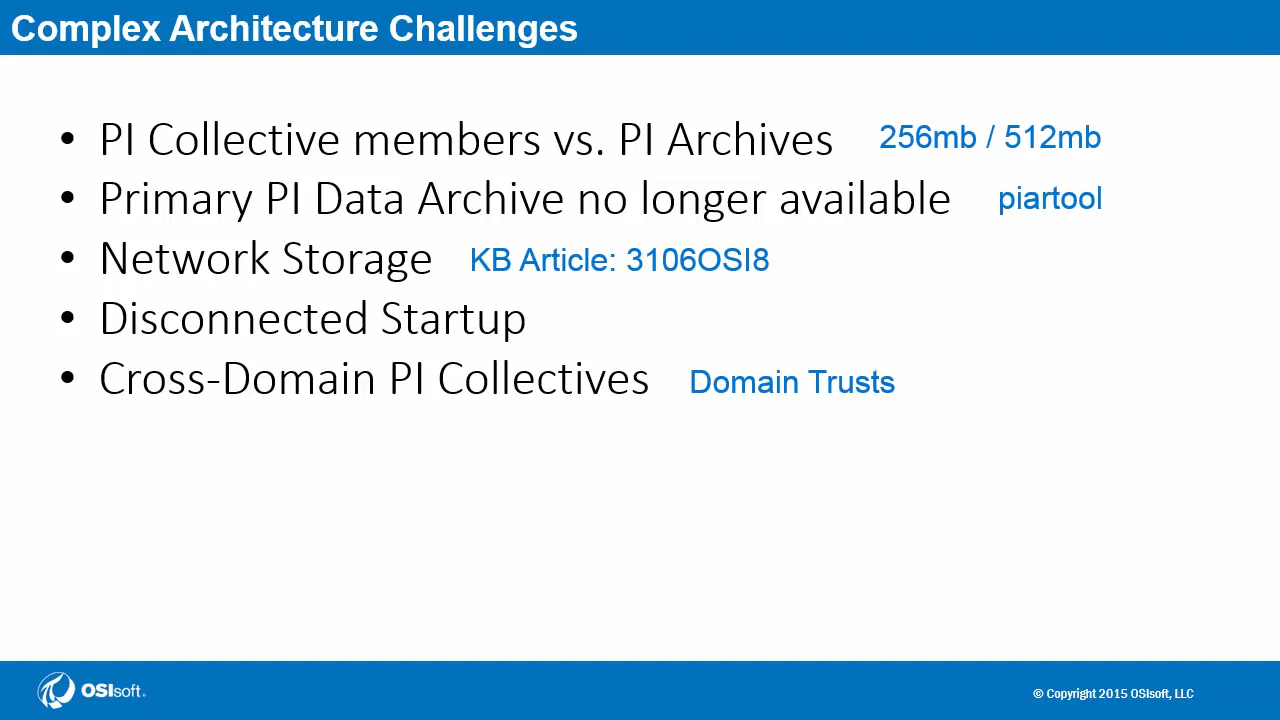 Complex Architecture Challenges
• PI Collective members vs. PI Archives 256mb / 512mb
• Primary PI Data Archive no longer available piartool
• Network Storage KB Article: 3106OSI8
• Disconnected Startup
• Cross-Domain PI Collectives Domain Trusts
OSIsoft. © Copyright 2015 OSIsoft, LLC